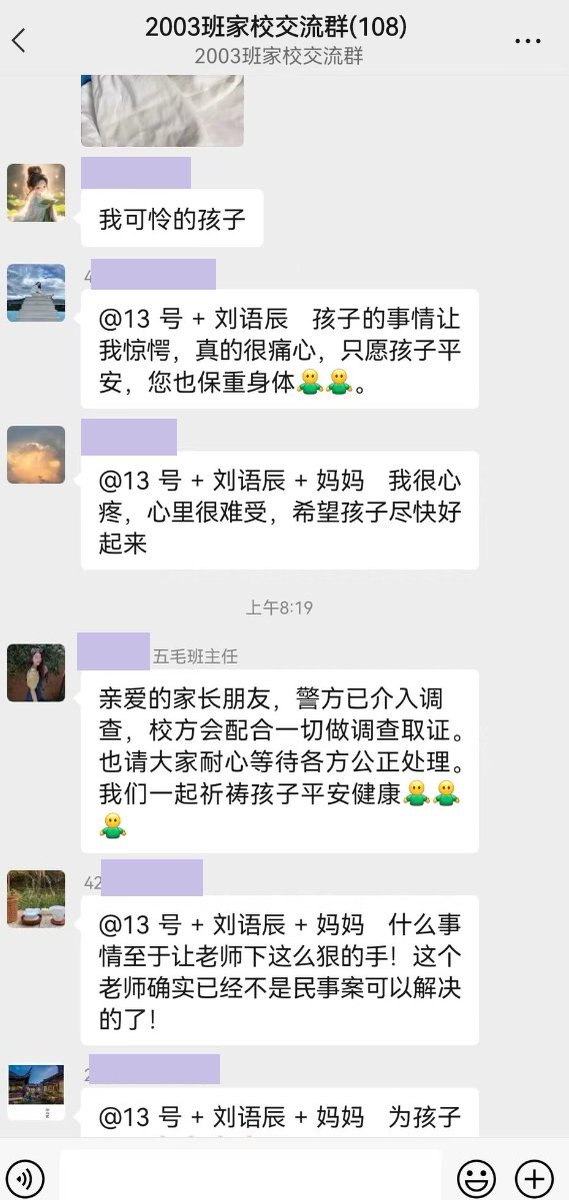 2003班家校交流群(108)
2003班家校交流群
我可怜的孩子
4
@13 号 + 刘语辰 孩子的事情让
我惊愕，真的很痛心，只愿孩子平
安，您也保重身体。
@13 号 + 刘语辰 + 妈妈 我很心
疼，心里很难受，希望孩子尽快好
起来
上午8:19
五毛班主任
亲爱的家长朋友，警方已介入调
查，校方会配合一切做调查取证。
也请大家耐心等待各方公正处理。
我们一起祈祷孩子平安健康
42
@13 号 + 刘语辰 + 妈妈 什么事
情至于让老师下这么狠的手！这个
老师确实已经不是民事案可以解决
的了！
2
@13 号 + 刘语辰 + 妈妈 为孩子